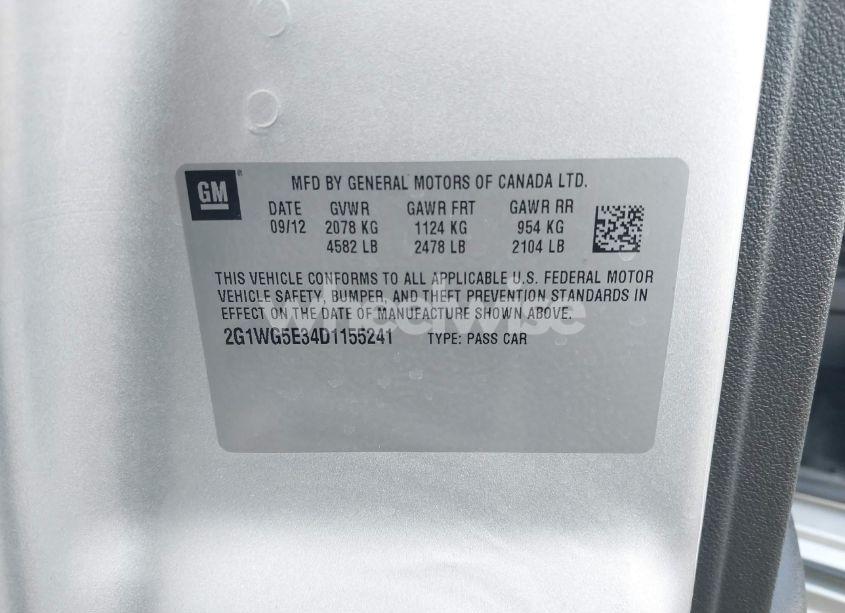 GM
MFD BY GENERAL MOTORS OF CANADA LTD.
DATE GVWR GAWR FRT GAWR RR
09/12 2078 KG 1124 KG 954 KG
4582 LB 2478 LB 2104 LB
THIS VEHICLE CONFORMS TO ALL APPLICABLE U.S. FEDERAL MOTOR
VEHICLE SAFETY, BUMPER, AND THEFT PREVENTION STANDARDS IN
EFFECT ON THE DATE OF MANUFACTURE SHOWN ABOVE.
wheelwise
2G1WG5E34D1155241 TYPE: PASS CAR